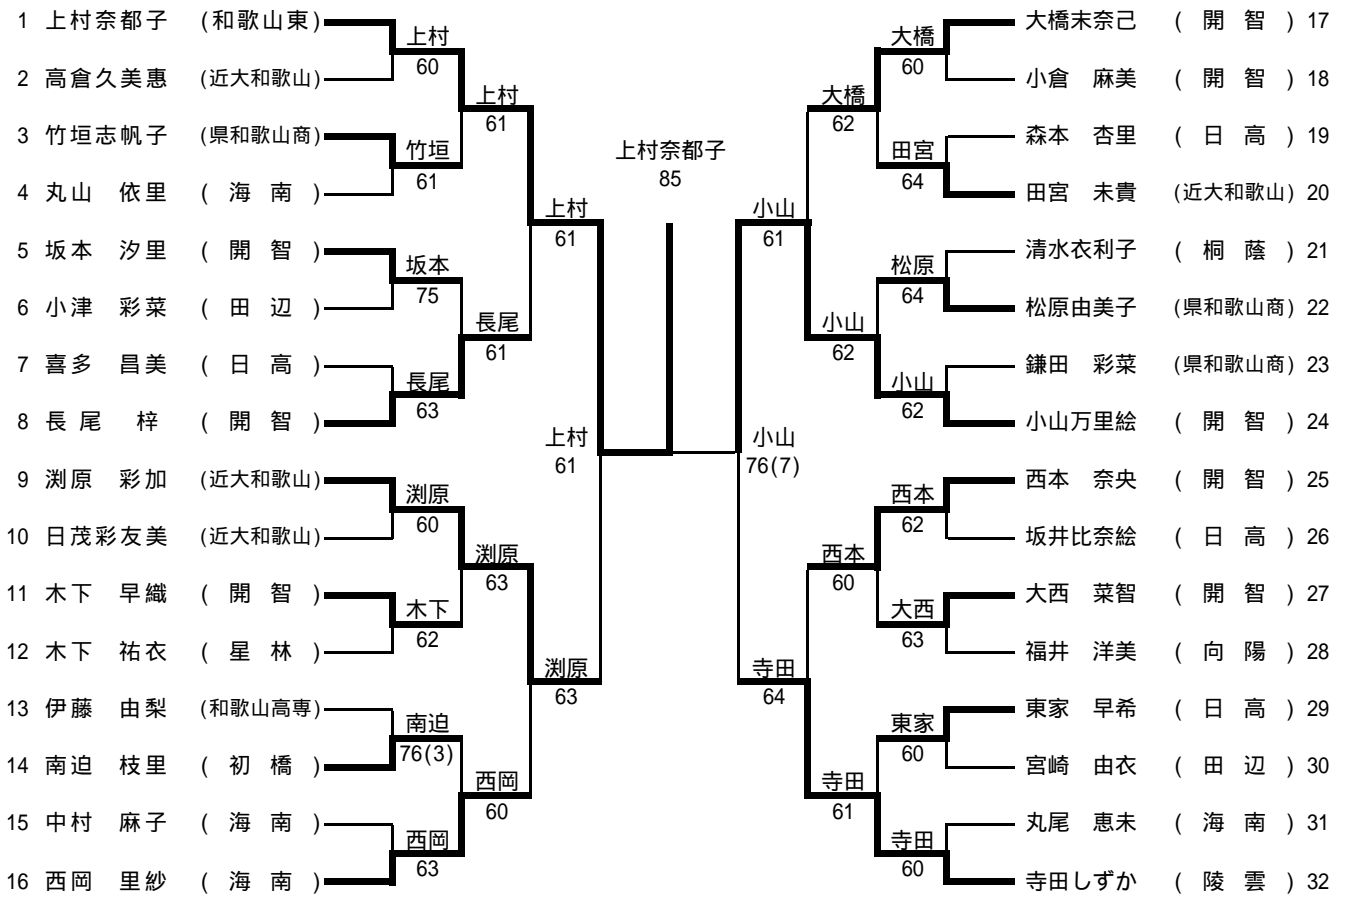 1 上村奈都子 (和歌山東)
2 高倉久美惠 (近大和歌山)
3 竹垣志帆子 (県和歌山商)
4 丸山 依里 ( 海 南 )
5 坂本 汐里 ( 開 智 )
6 小津 彩菜 ( 田 辺 )
7 喜多 昌美 ( 日 高 )
8 長尾 梓 ( 開 智 )
9 渕原 彩加 (近大和歌山)
10 日茂彩友美 (近大和歌山)
11 木下 早織 ( 開 智 )
12 木下 祐衣 ( 星 林 )
13 伊藤 由梨 (和歌山高専)
14 南迫 枝里 ( 初 橋 )
15 中村 麻子 ( 海 南 )
16 西岡 里紗 ( 海 南 )
上村
60
竹垣
61
坂本
75
長尾
63
渕原
60
木下
62
南迫
76(3)
西岡
63
上村
61
長尾
61
渕原
63
西岡
60
上村
61
渕原
63
上村
61
上村奈都子
85
小山
76(7)
小山
61
寺田
64
大橋
62
小山
62
西本
60
寺田
61
大橋
60
田宮
64
松原
64
小山
62
西本
62
大西
63
東家
60
寺田
60
大橋末奈己 ( 開 智 ) 17
小倉 麻美 ( 開 智 ) 18
森本 杏里 ( 日 高 ) 19
田宮 未貴 (近大和歌山) 20
清水衣利子 ( 桐 蔭 ) 21
松原由美子 (県和歌山商) 22
鎌田 彩菜 (県和歌山商) 23
小山万里絵 ( 開 智 ) 24
西本 奈央 ( 開 智 ) 25
坂井比奈絵 ( 日 高 ) 26
大西 菜智 ( 開 智 ) 27
福井 洋美 ( 向 陽 ) 28
東家 早希 ( 日 高 ) 29
宮崎 由衣 ( 田 辺 ) 30
丸尾 恵未 ( 海 南 ) 31
寺田しずか ( 陵 雲 ) 32